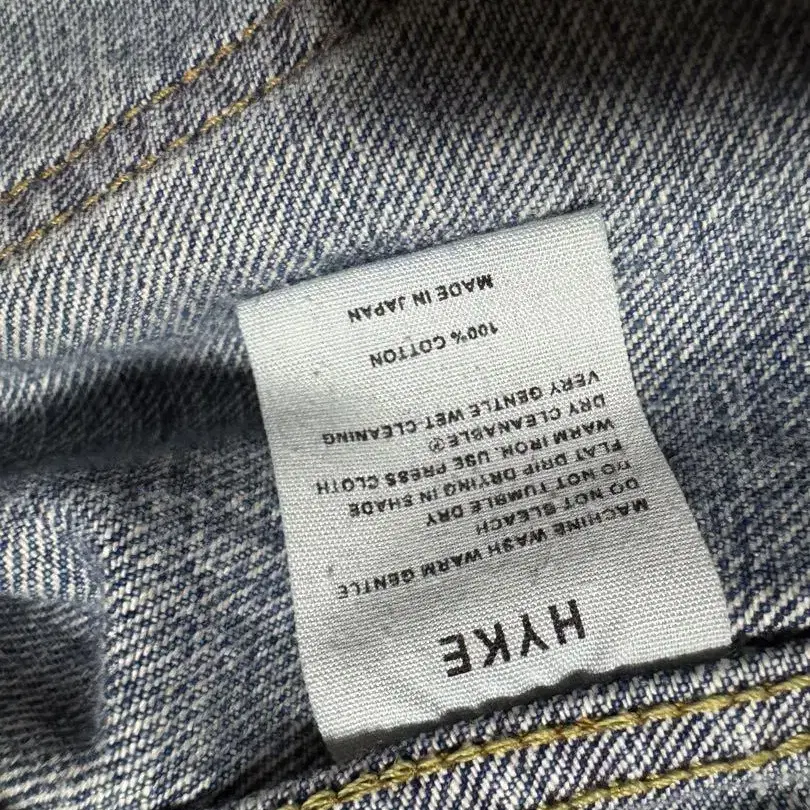 HYKE
MACHINE WASH WARM GENTLE
DO NOT BLEACH
DO NOT TUMBLE DRY
FLAT DRIP DRYING IN SHADE
WARM IRON. USE PRESS CLOTH
DRY CLEANABLE Ⓟ
VERY GENTLE WET CLEANING
100% COTTON
MADE IN JAPAN